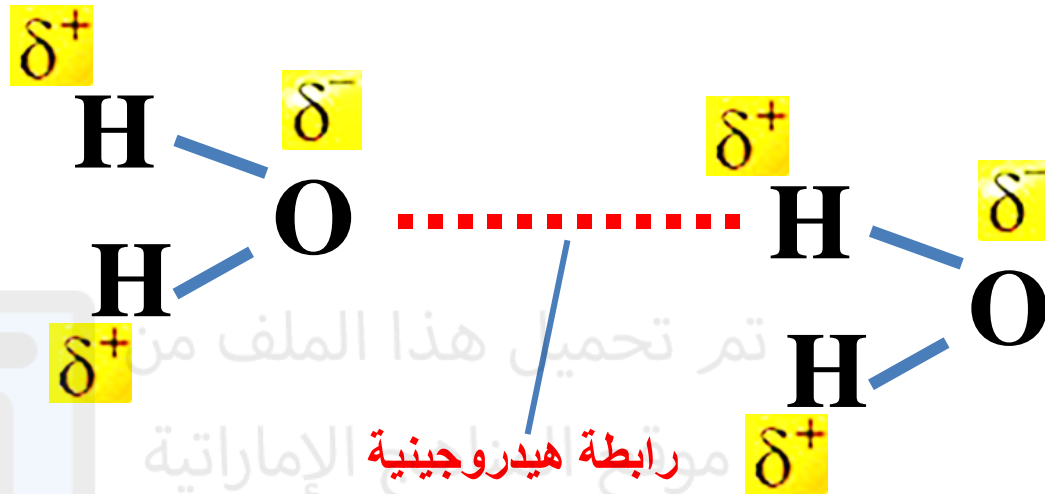 δ+
H
δ-
O
H
δ+
δ+
H
δ-
O
H
δ+
تم تحميل هذا الملف من
موقع المناهج الإماراتية
رابطة هيدروجينية